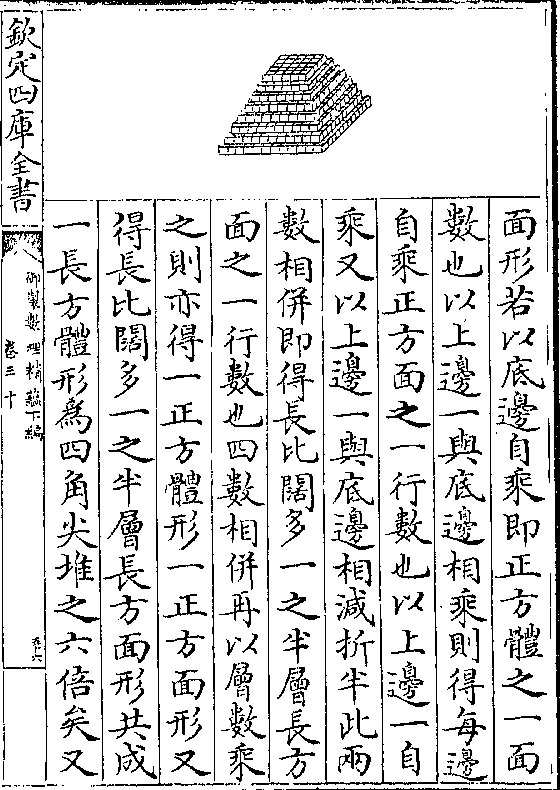 面形若以底邊自乘即正方體之一面
數也以上邊一與底邊相乘則得每邊
自乘正方面之一行數也以上邊一自
乘又以上邊一與底邊相減折半此兩
數相併即得長比闊多一之半層長方
面之一行數也四數相併再以層數乘
之則亦得一正方體形一正方面形又
得長比闊多一之半層長方面形共成
一長方體形為四角尖堆之六倍矣又
欽定四庫全書
御製數理精蘊下編
卷三十